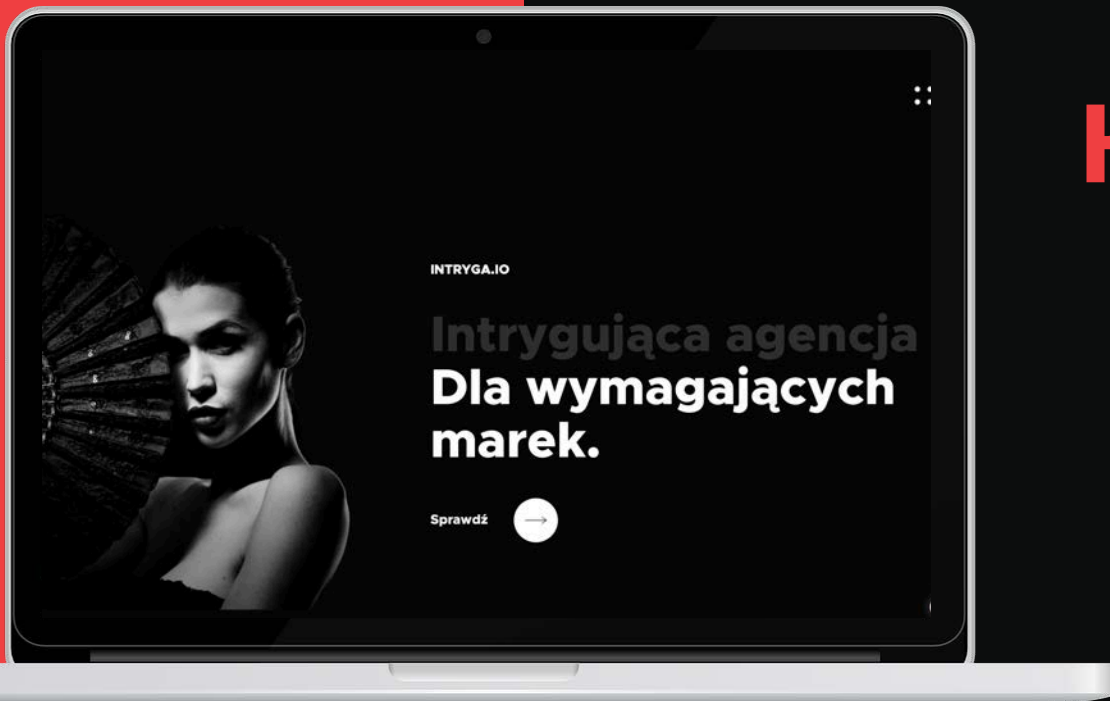 INTRYGA.IO
Intrygująca agencja
Dla wymagających
marek.
Sprawdź